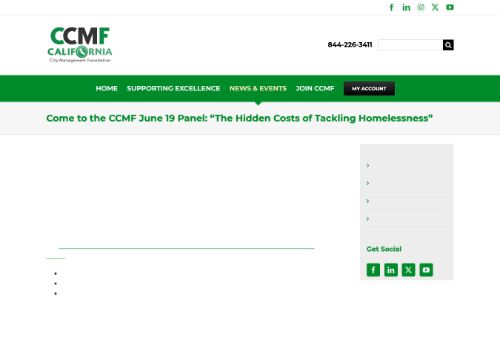 CCMF
CALIFORNIA
City Management Foundation
844-226-3411
HOME SUPPORTING EXCELLENCE NEWS & EVENTS JOIN CCMF MY ACCOUNT
Come to the CCMF June 19 Panel: “The Hidden Costs of Tackling Homelessness”
Get Social